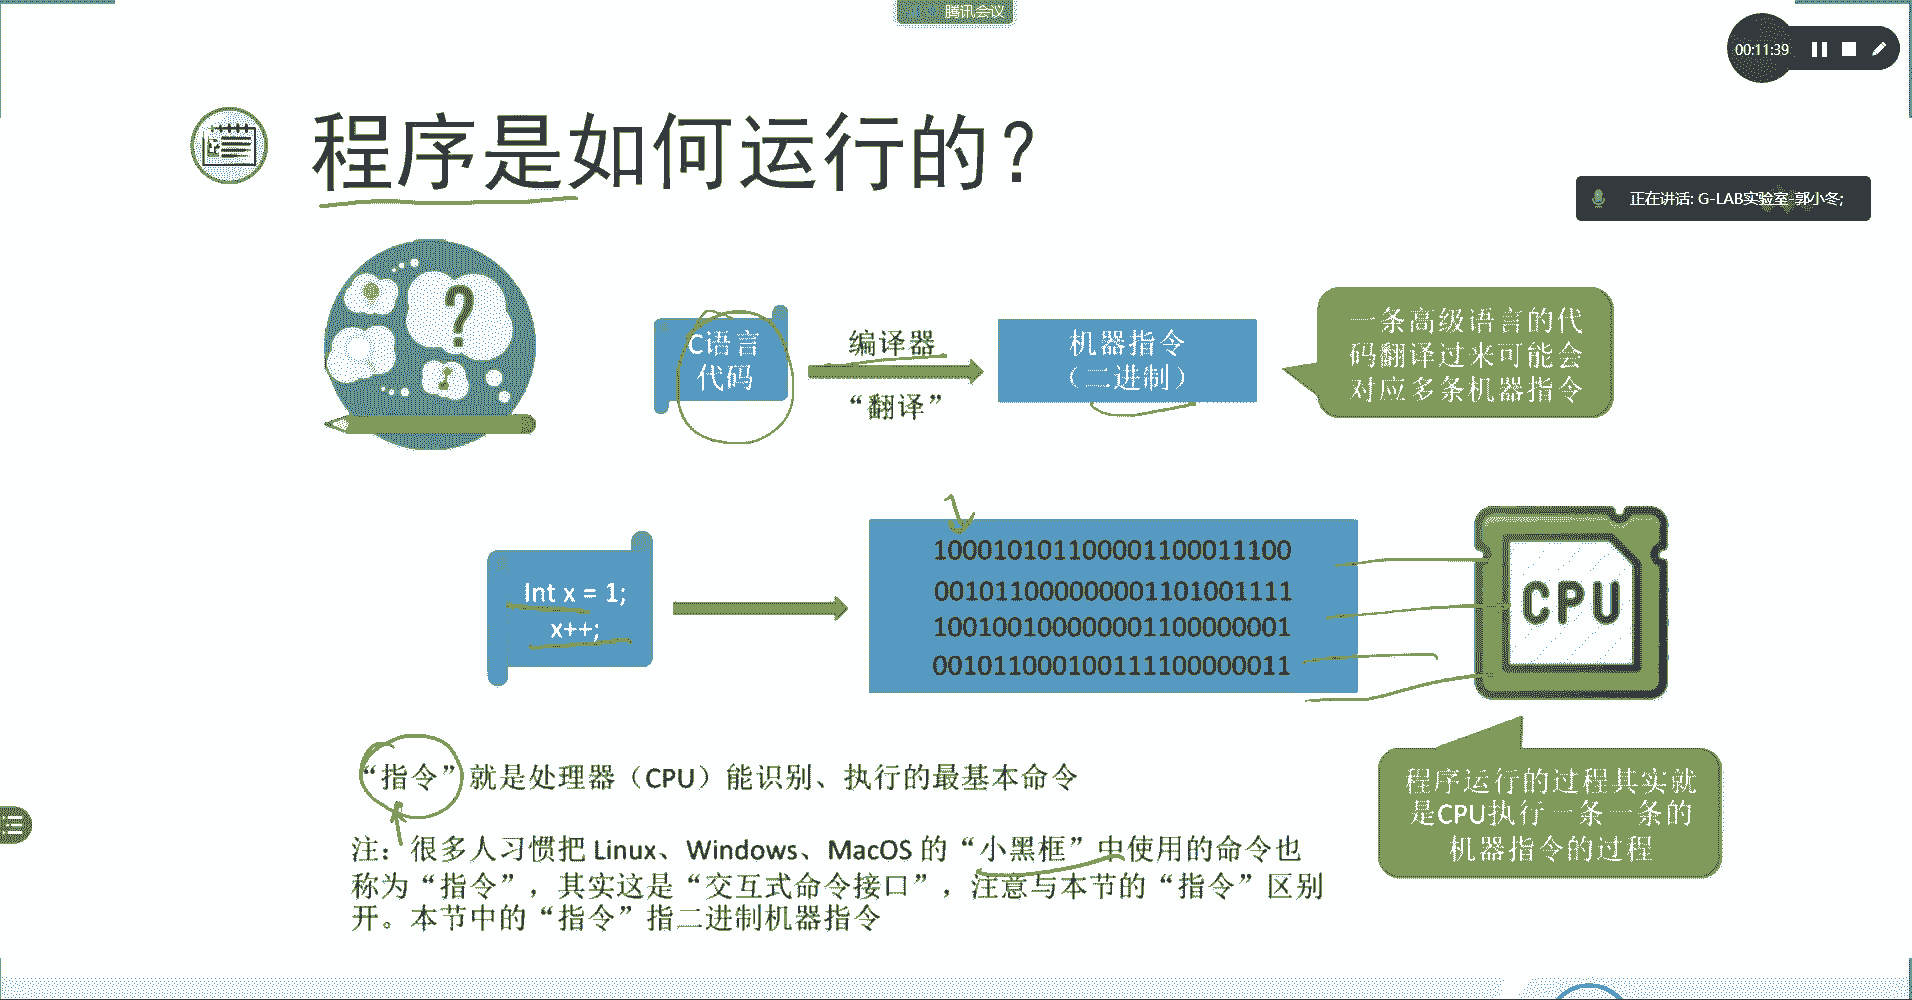 腾讯会议
00:11:39
程序是如何运行的？
正在讲话: G-LAB实验室-郭小冬;
C语言
代码
编译器
“翻译”
机器指令
（二进制）
一条高级语言的代
码翻译过来可能会
对应多条机器指令
Int x = 1;
x++;
100010101100001100011100
001011000000001101001111
100100100000001100000001
001011000100111100000011
CPU
“指令”就是处理器（CPU）能识别、执行的最基本命令
注：很多人习惯把 Linux、Windows、MacOS 的“小黑框”中使用的命令也
称为“指令”，其实这是“交互式命令接口”，注意与本节的“指令”区别
开。本节中的“指令”指二进制机器指令
程序运行的过程其实就
是CPU执行一条一条的
机器指令的过程